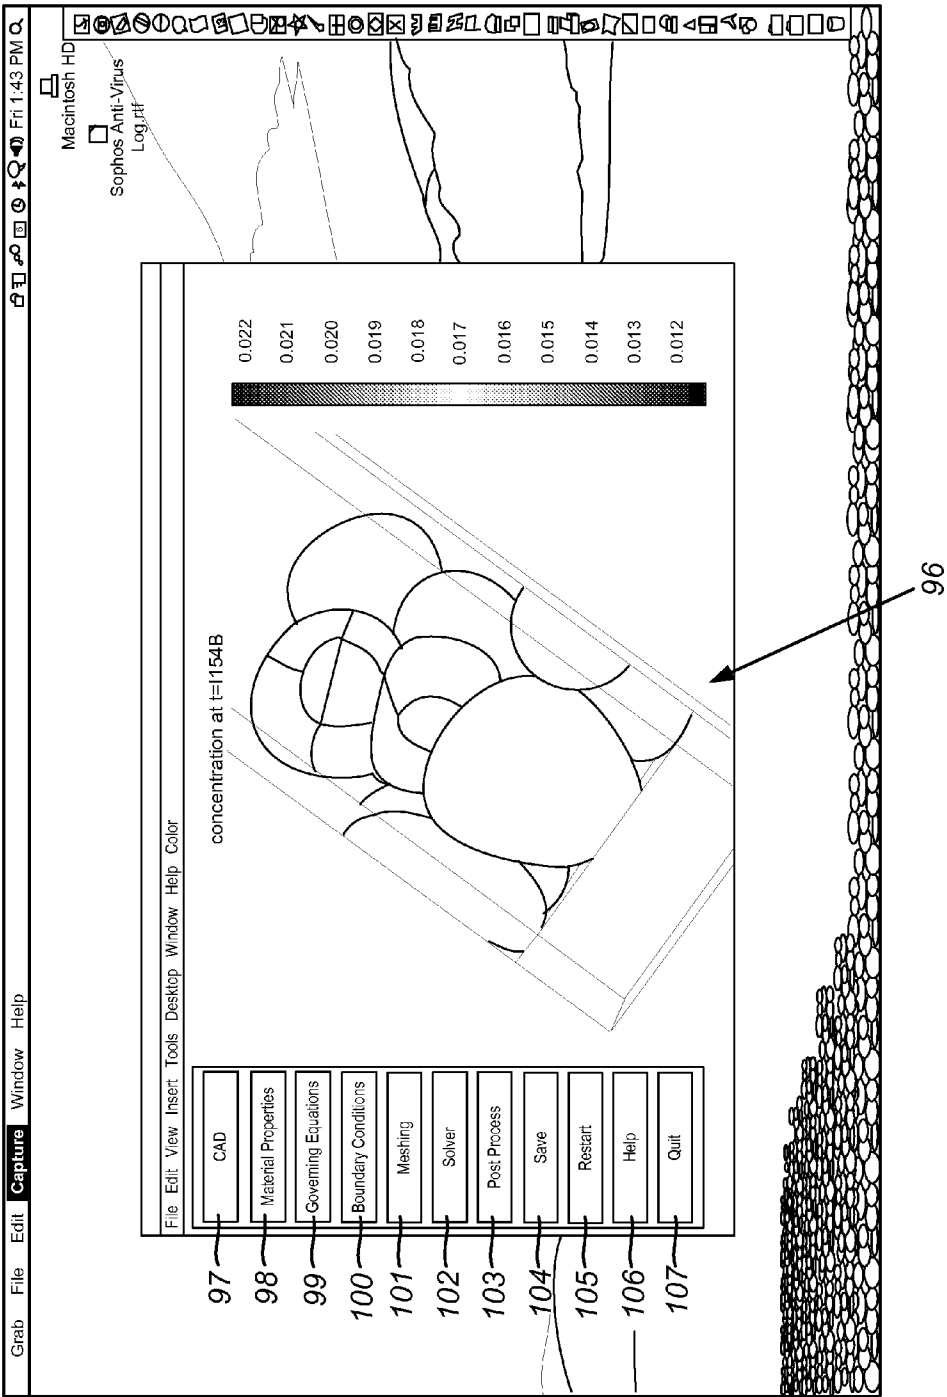 Grab File Edit Capture Window Help
Fri 1:43 PM
Macintosh HD
Sophos Anti-Virus
Log.rtf
File Edit View Insert Tools Desktop Window Help Color
97 CAD
98 Material Properties
99 Governing Equations
100 Boundary Conditions
101 Meshing
102 Solver
103 Post Process
104 Save
105 Restart
106 Help
107 Quit
concentration at t=I154B
0.022
0.021
0.020
0.019
0.018
0.017
0.016
0.015
0.014
0.013
0.012
96